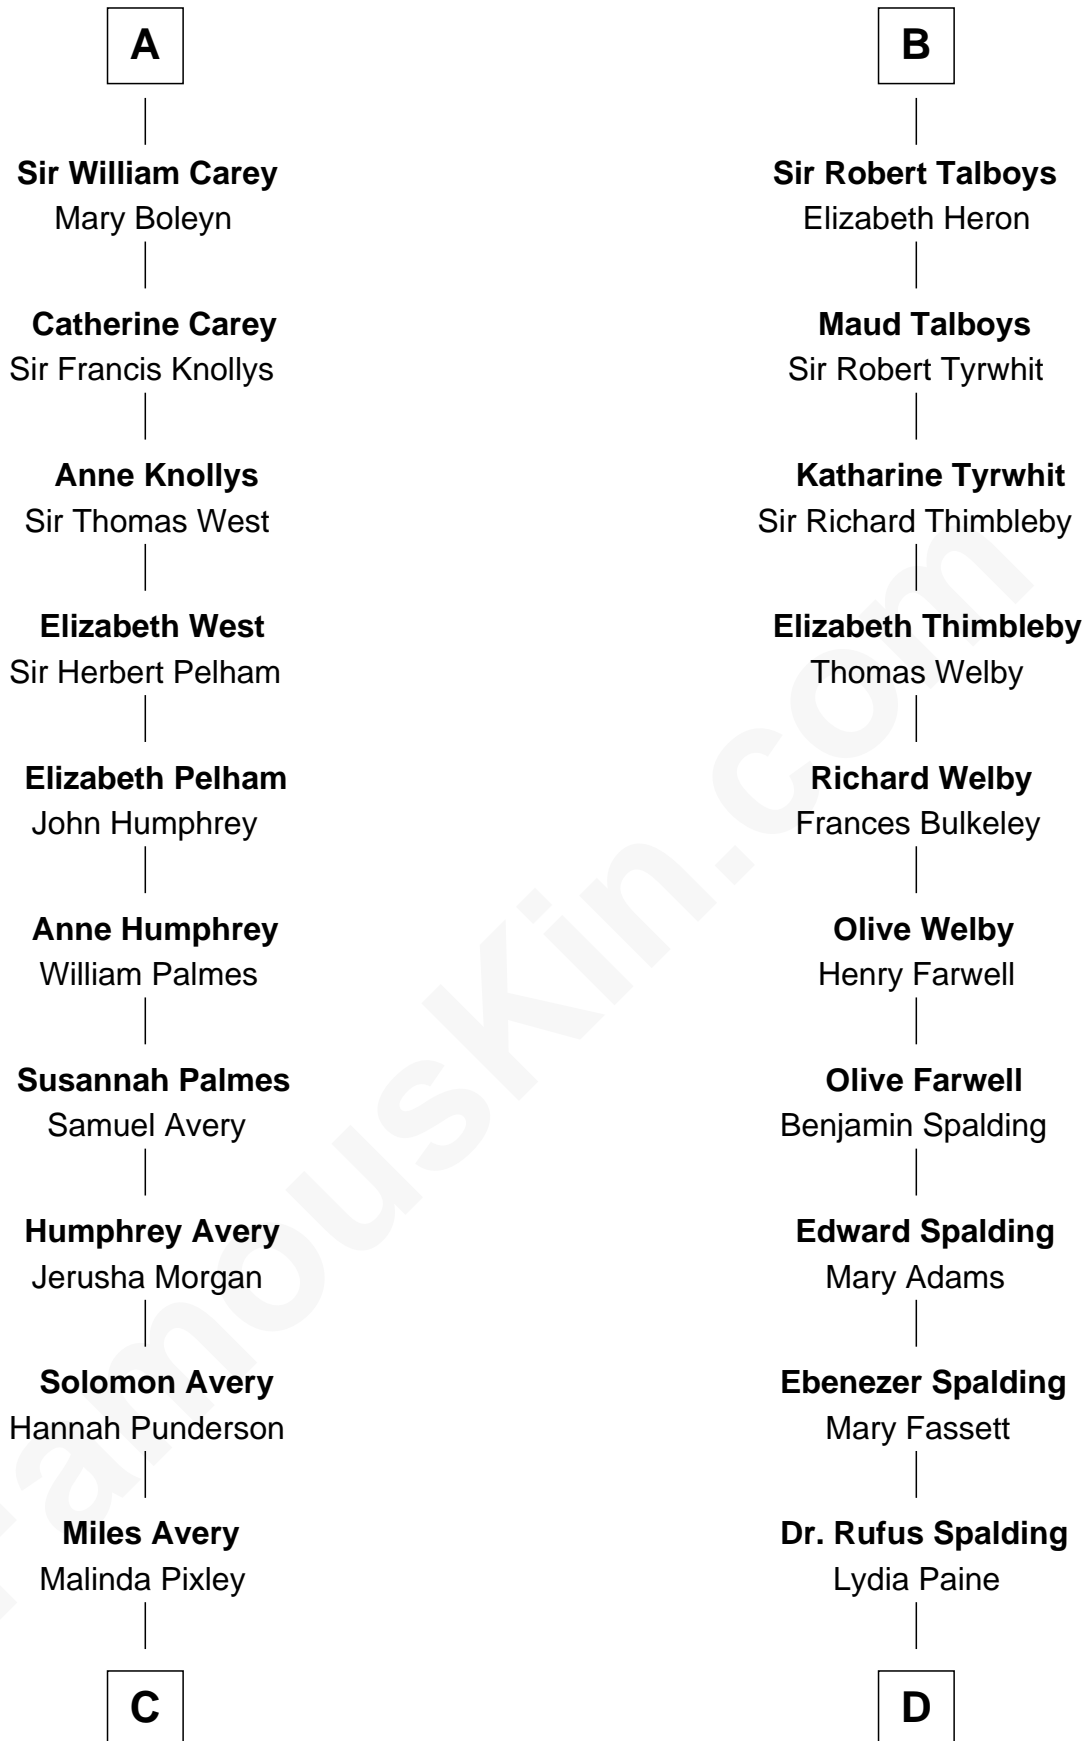 A
Sir William Carey
Mary Boleyn
Catherine Carey
Sir Francis Knollys
Anne Knollys
Sir Thomas West
Elizabeth West
Sir Herbert Pelham
Elizabeth Pelham
John Humphrey
Anne Humphrey
William Palmes
Susannah Palmes
Samuel Avery
Humphrey Avery
Jerusha Morgan
Solomon Avery
Hannah Punderson
Miles Avery
Malinda Pixley
C
B
Sir Robert Talboys
Elizabeth Heron
Maud Talboys
Sir Robert Tyrwhit
Katharine Tyrwhit
Sir Richard Thimbleby
Elizabeth Thimbleby
Thomas Welby
Richard Welby
Frances Bulkeley
Olive Welby
Henry Farwell
Olive Farwell
Benjamin Spalding
Edward Spalding
Mary Adams
Ebenezer Spalding
Mary Fassett
Dr. Rufus Spalding
Lydia Paine
D
FamousKin.com